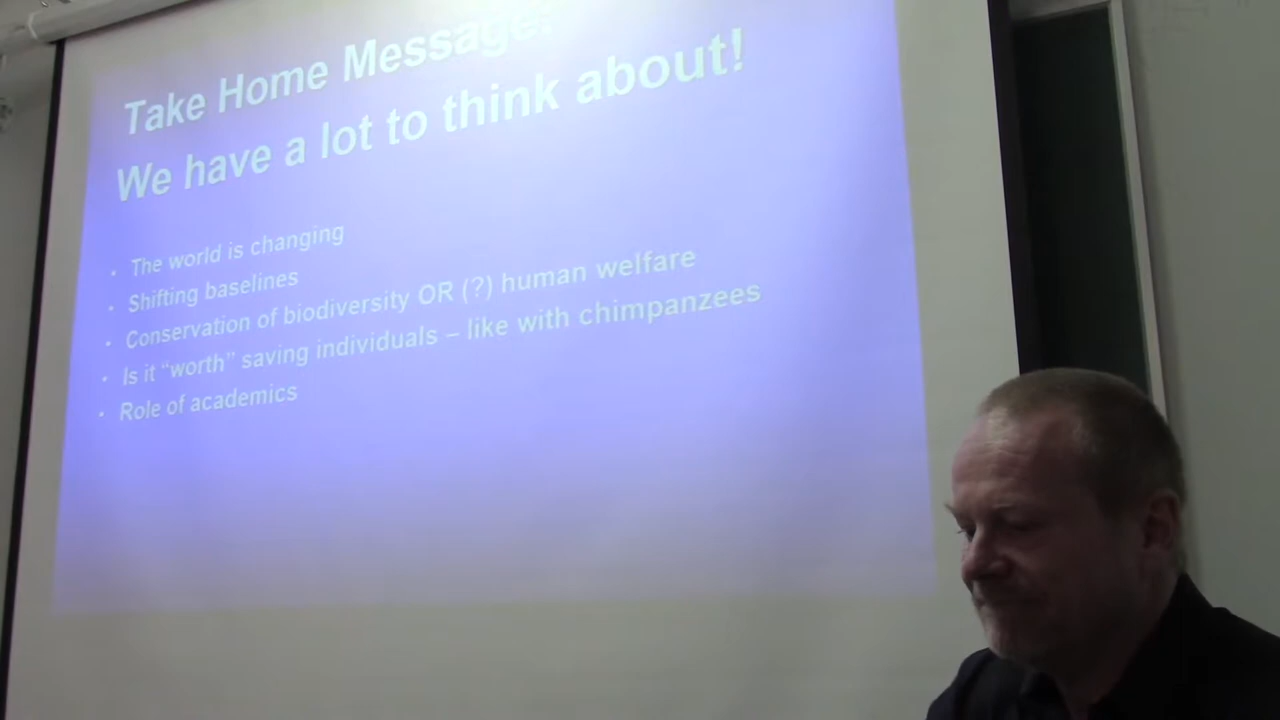 Take Home Message:
We have a lot to think about!
• The world is changing
• Shifting baselines
• Conservation of biodiversity OR (?) human welfare
• Is it “worth” saving individuals – like with chimpanzees
• Role of academics